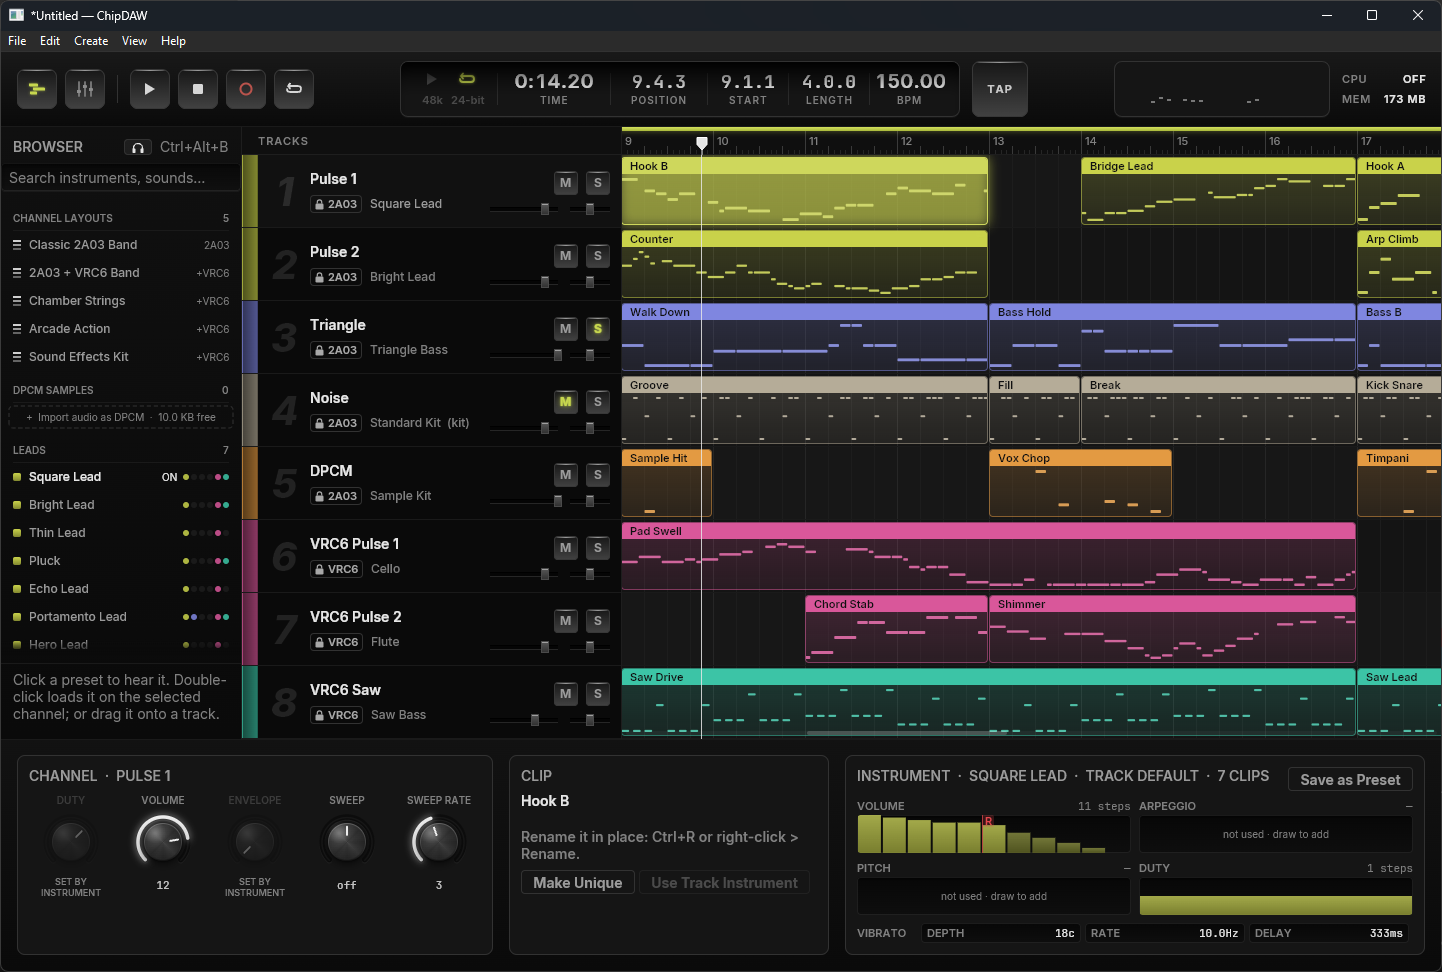 *Untitled — ChipDAW
File Edit Create View Help
0:14.20 9.4.3 9.1.1 4.0.0 150.00
48k 24-bit TIME POSITION START LENGTH BPM
TAP
CPU OFF
MEM 173 MB
BROWSER Ctrl+Alt+B
Search instruments, sounds...
CHANNEL LAYOUTS 5
Classic 2A03 Band 2A03
2A03 + VRC6 Band +VRC6
Chamber Strings +VRC6
Arcade Action +VRC6
Sound Effects Kit +VRC6
DPCM SAMPLES 0
+ Import audio as DPCM · 10.0 KB free
LEADS 7
Square Lead ON
Bright Lead
Thin Lead
Pluck
Echo Lead
Portamento Lead
Hero Lead
Click a preset to hear it. Double-
click loads it on the selected
channel; or drag it onto a track.
TRACKS
1 Pulse 1 M S
2A03 Square Lead
2 Pulse 2 M S
2A03 Bright Lead
3 Triangle M S
2A03 Triangle Bass
4 Noise M S
2A03 Standard Kit (kit)
5 DPCM M S
2A03 Sample Kit
6 VRC6 Pulse 1 M S
VRC6 Cello
7 VRC6 Pulse 2 M S
VRC6 Flute
8 VRC6 Saw M S
VRC6 Saw Bass
9 10 11 12 13 14 15 16 17
Hook B Bridge Lead Hook A
Counter Arp Climb
Walk Down Bass Hold Bass B
Groove Fill Break Kick Snare
Sample Hit Vox Chop Timpani
Pad Swell
Chord Stab Shimmer
Saw Drive Saw Lead
CHANNEL · PULSE 1
DUTY VOLUME ENVELOPE SWEEP SWEEP RATE
SET BY INSTRUMENT 12 SET BY INSTRUMENT off 3
CLIP
Hook B
Rename it in place: Ctrl+R or right-click >
Rename.
Make Unique Use Track Instrument
INSTRUMENT · SQUARE LEAD · TRACK DEFAULT · 7 CLIPS Save as Preset
VOLUME 11 steps ARPEGGIO –
R
not used · draw to add
PITCH – DUTY 1 steps
not used · draw to add
VIBRATO DEPTH 18c RATE 10.0Hz DELAY 333ms